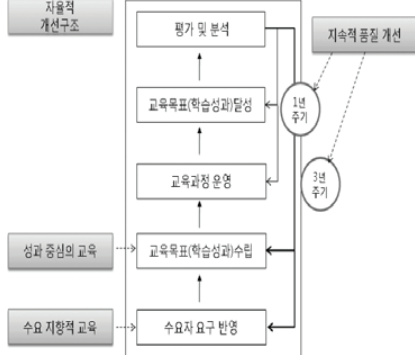 자율적
개선구조
평가 및 분석
지속적 품질 개선
교육목표(학습성과)달성
1년
주기
교육과정 운영
3년
주기
성과 중심의 교육
교육목표(학습성과)수립
수요 지향적 교육
수요자 요구 반영